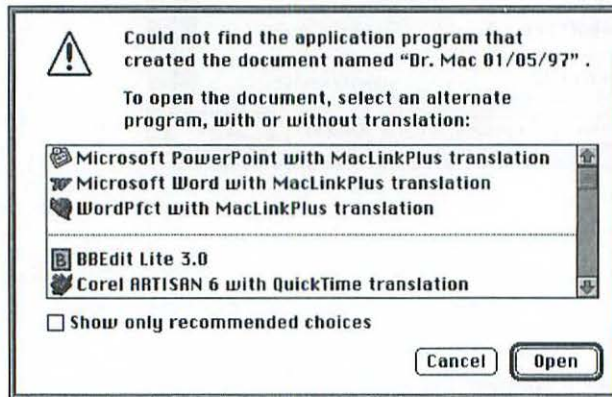 Could not find the application program that
created the document named “Dr. Mac 01/05/97” .
To open the document, select an alternate
program, with or without translation:
Microsoft PowerPoint with MacLinkPlus translation
Microsoft Word with MacLinkPlus translation
WordPfct with MacLinkPlus translation
BBEdit Lite 3.0
Corel ARTISAN 6 with QuickTime translation
Show only recommended choices
Cancel Open